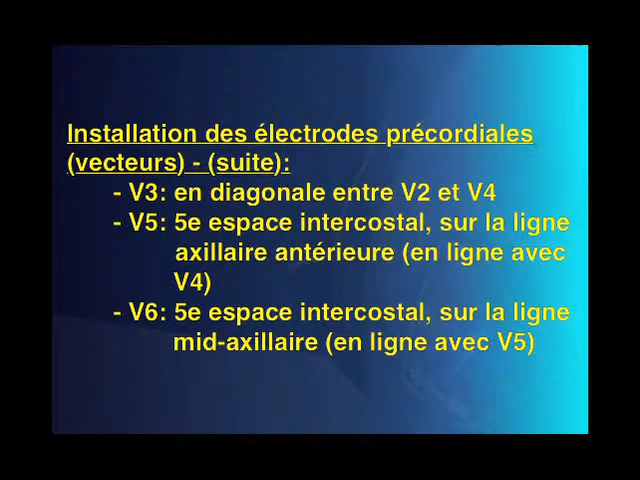 Installation des électrodes précordiales
(vecteurs) - (suite):
- V3: en diagonale entre V2 et V4
- V5: 5e espace intercostal, sur la ligne
axillaire antérieure (en ligne avec
V4)
- V6: 5e espace intercostal, sur la ligne
mid-axillaire (en ligne avec V5)